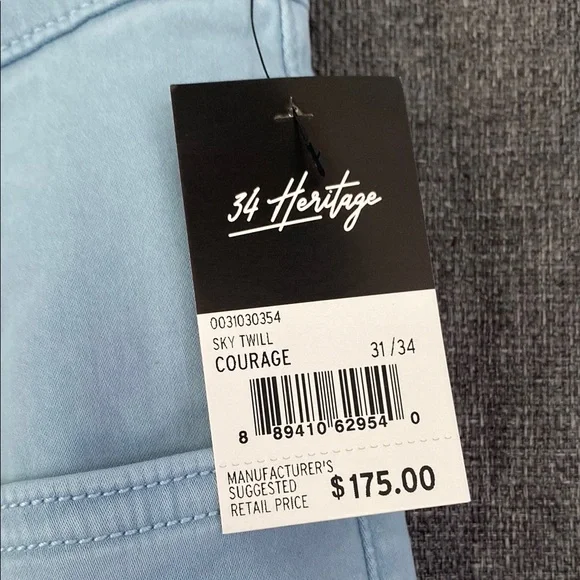 34 Heritage
0031030354
SKY TWILL
COURAGE 31/34
8 89410 62954 0
MANUFACTURER'S
SUGGESTED
RETAIL PRICE $175.00